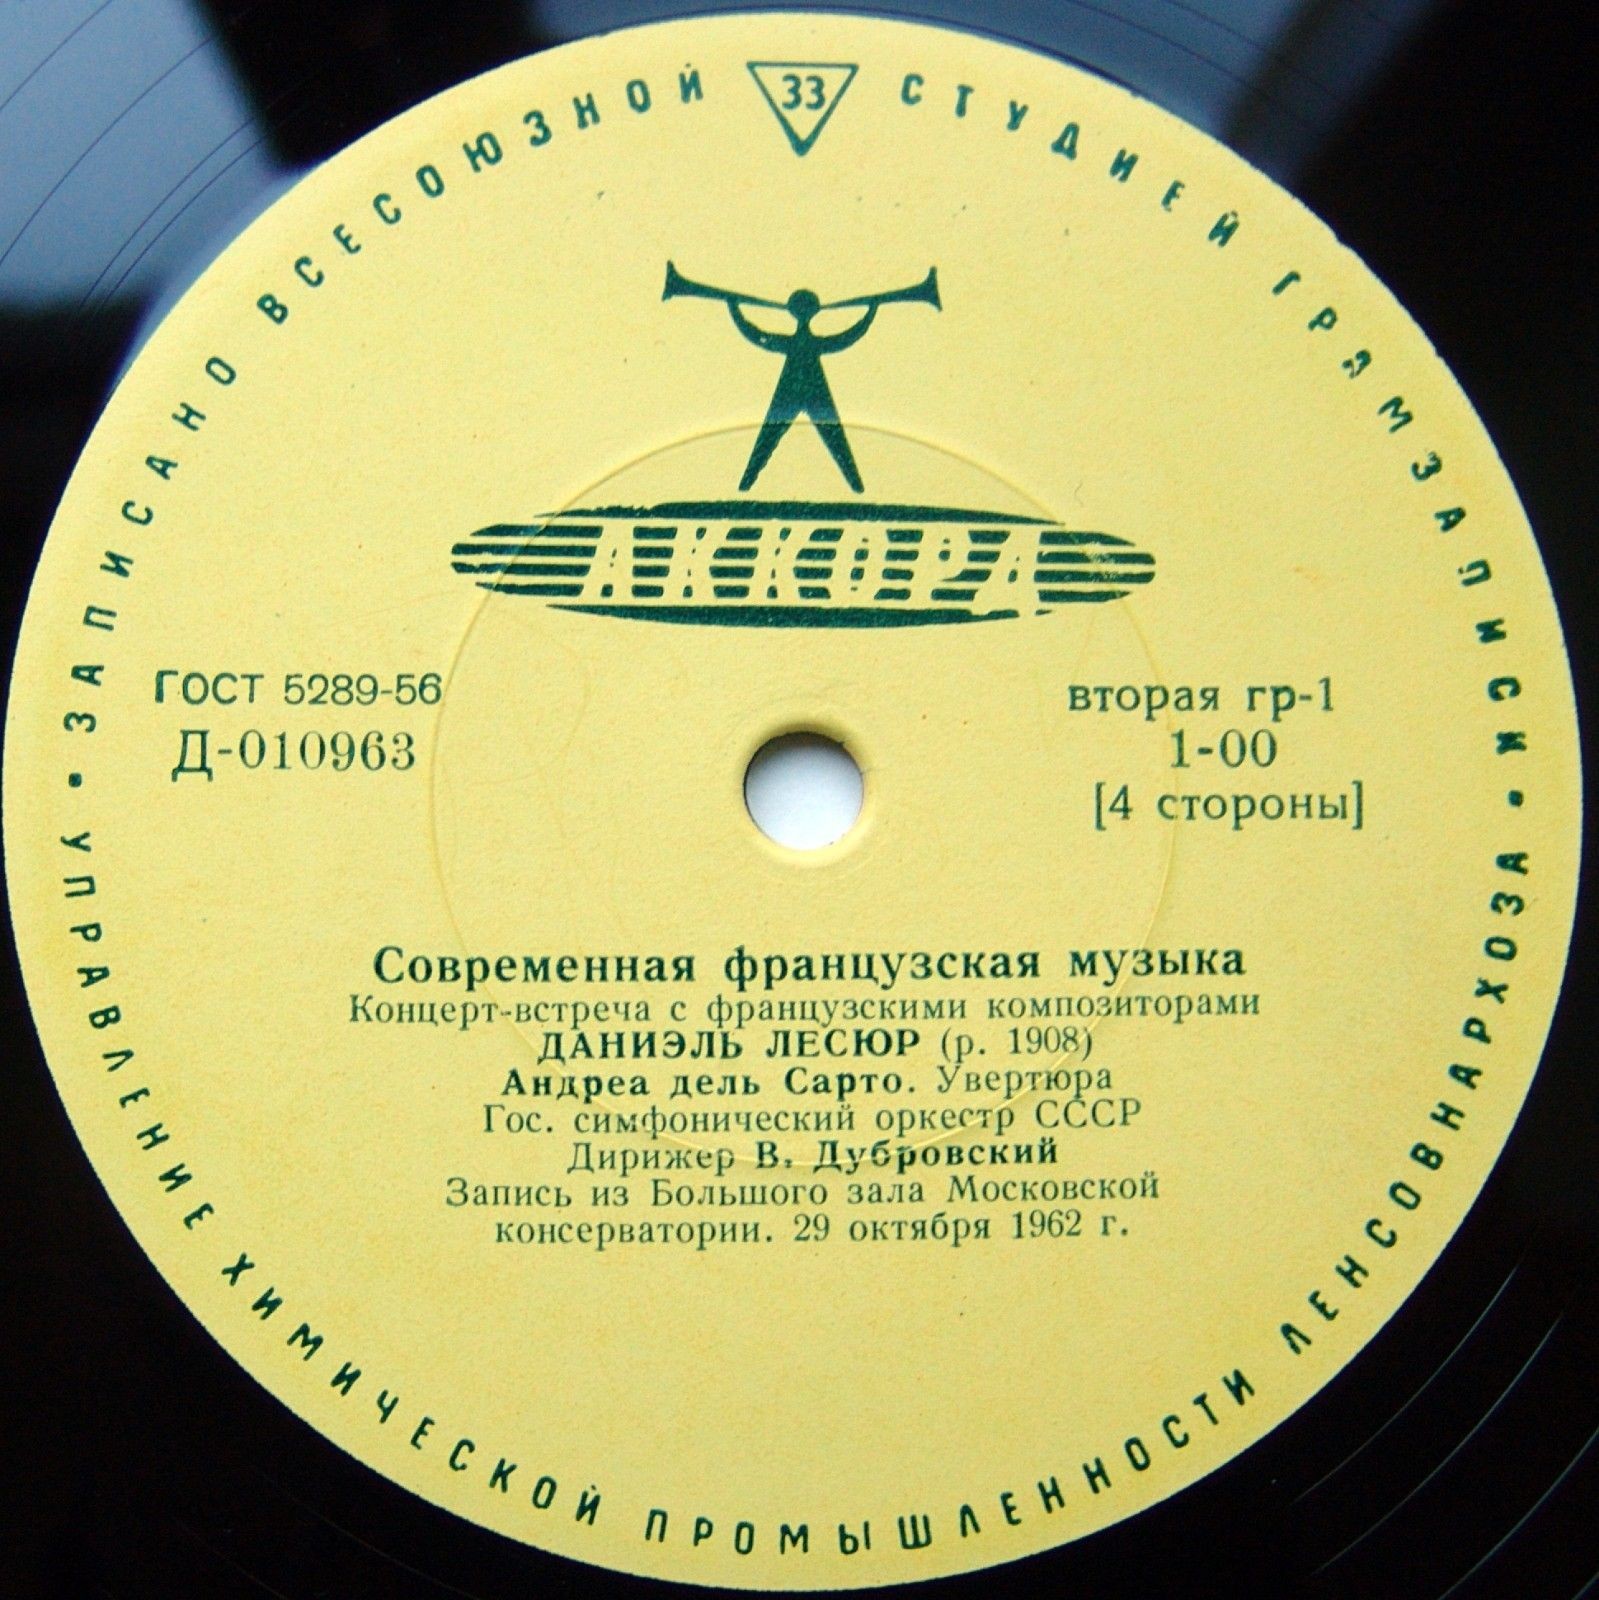 ЗАПИСАНО ВСЕСОЮЗНОЙ 33 СТУДИЕЙ ГРАМЗАПИСИ •
АККОРД
ГОСТ 5289-56
Д-010963
вторая гр-1
1-00
[4 стороны]
Современная французская музыка
Концерт-встреча с французскими композиторами
ДАНИЭЛЬ ЛЕСЮР (р. 1908)
Андреа дель Сарто. Увертюра
Гос. симфонический оркестр СССР
Дирижер В. Дубровский
Запись из Большого зала Московской
консерватории. 29 октября 1962 г.
УПРАВЛЕНИЕ ХИМИЧЕСКОЙ ПРОМЫШЛЕННОСТИ ЛЕНСОВНАРХОЗА •